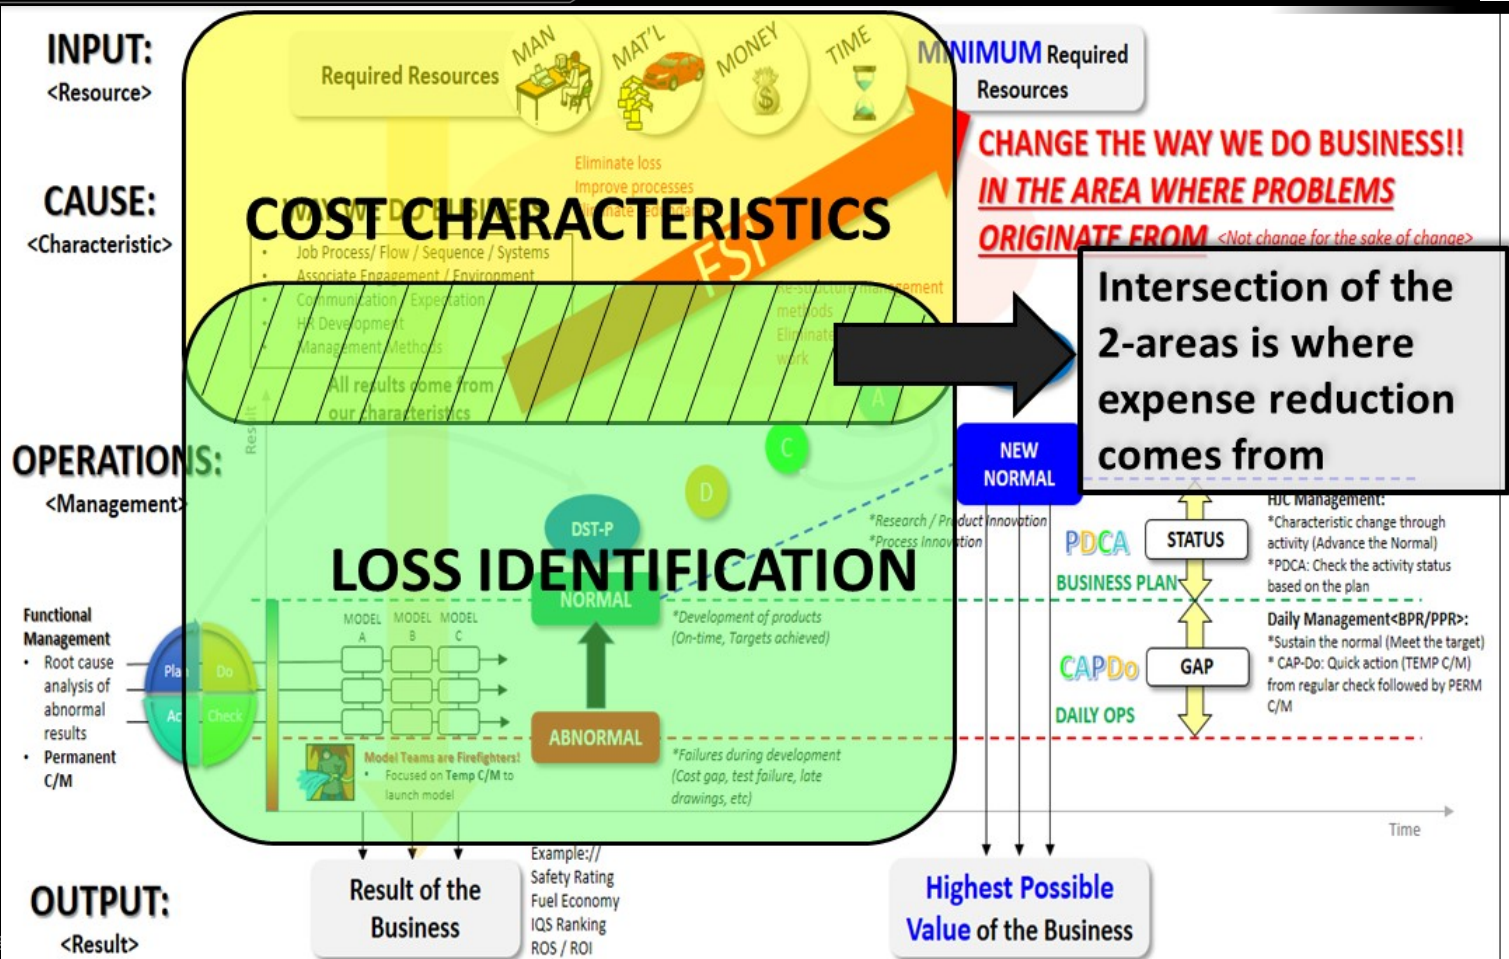 INPUT:
<Resource>
Required Resources
MAN
MAT'L
MONEY
TIME
MINIMUM Required
Resources
CHANGE THE WAY WE DO BUSINESS!!
IN THE AREA WHERE PROBLEMS
ORIGINATE FROM <Not change for the sake of change>
CAUSE:
<Characteristic>
Eliminate loss
Improve processes
COST CHARACTERISTICS
• Job Process/ Flow / Sequence / Systems
• Associate Engagement / Environment
• Communication / Expectation
• HR Development
• Management Methods
All results come from
our characteristics
FSI
Re-structure management
methods
Eliminate
work
Intersection of the
2-areas is where
expense reduction
comes from
A
C
D
OPERATIONS:
<Management>
Result
DST-P
LOSS IDENTIFICATION
NORMAL
NEW
NORMAL
*Research / Product Innovation
*Process Innovation
PDCA
STATUS
BUSINESS PLAN
HJC Management:
*Characteristic change through
activity (Advance the Normal)
*PDCA: Check the activity status
based on the plan
Functional
Management
• Root cause
analysis of
abnormal
results
• Permanent
C/M
Plan
Do
Act
Check
MODEL
A
MODEL
B
MODEL
C
*Development of products
(On-time, Targets achieved)
CAPDo
GAP
DAILY OPS
Daily Management<BPR/PPR>:
*Sustain the normal (Meet the target)
* CAP-Do: Quick action (TEMP C/M)
from regular check followed by PERM
C/M
ABNORMAL
Model Teams are Firefighters!
• Focused on Temp C/M to
launch model
*Failures during development
(Cost gap, test failure, late
drawings, etc)
Time
OUTPUT:
<Result>
Result of the
Business
Example://
Safety Rating
Fuel Economy
IQS Ranking
ROS / ROI
Highest Possible
Value of the Business